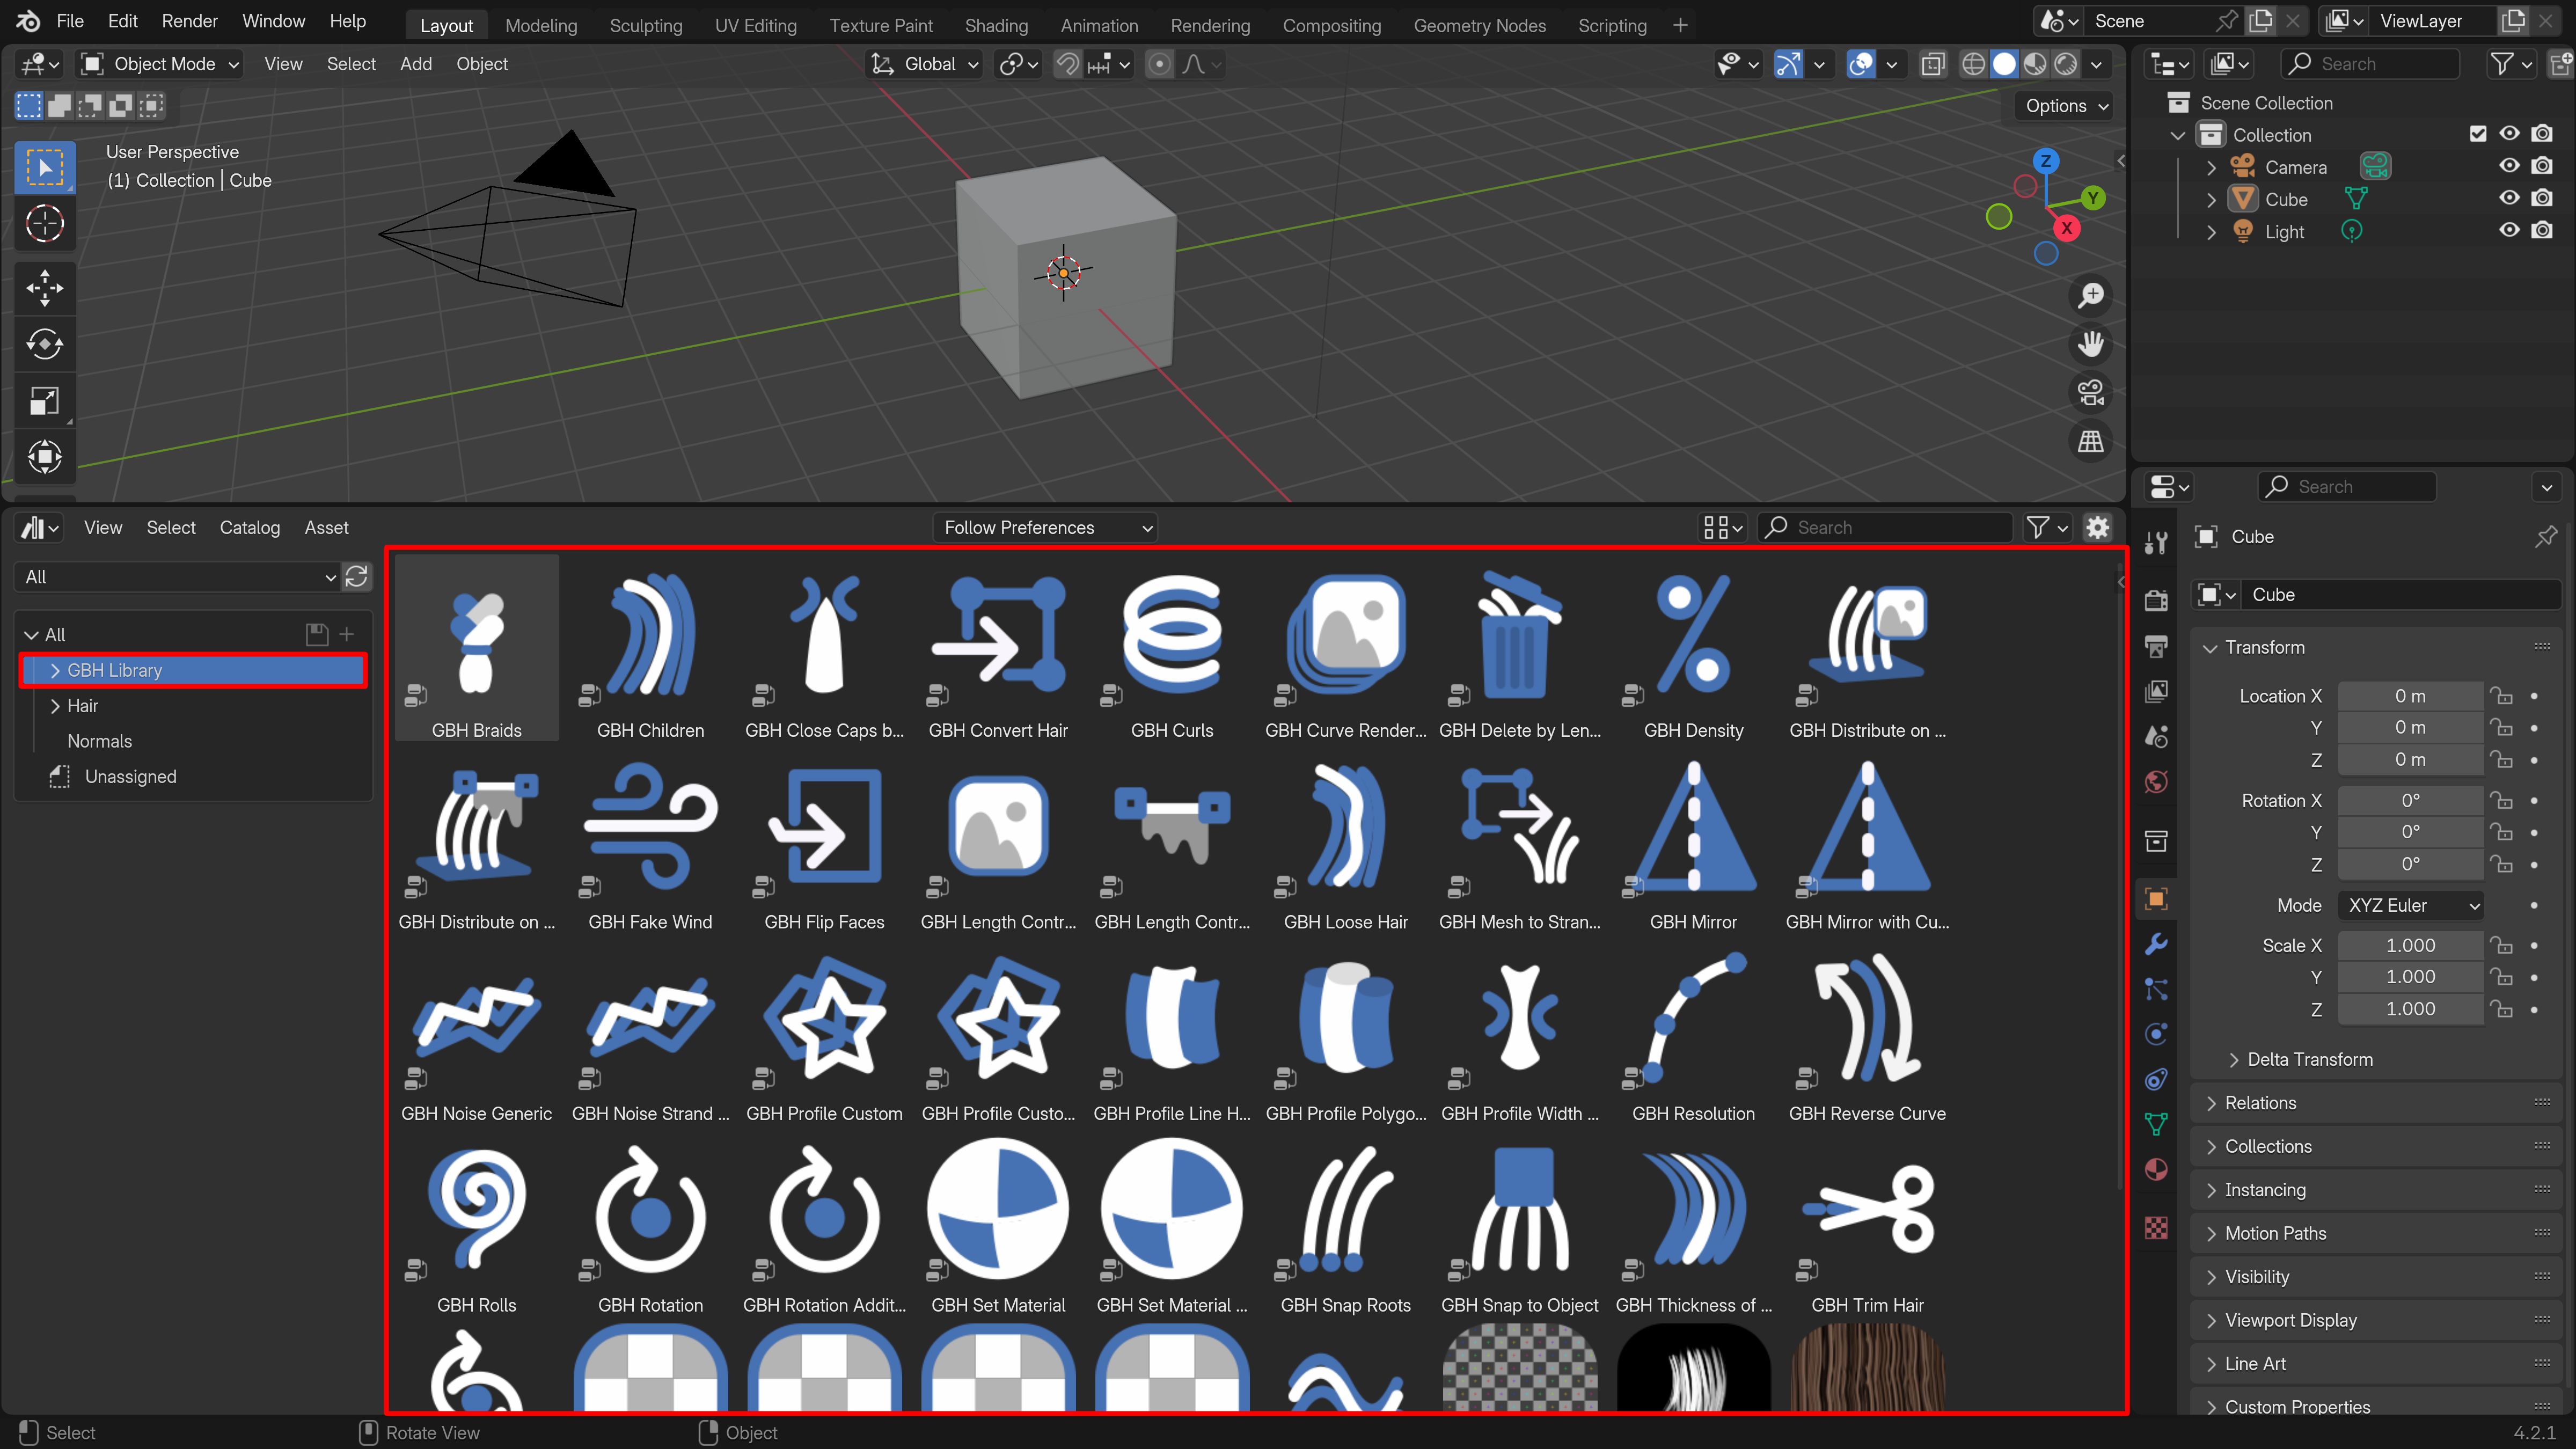 File Edit Render Window Help Layout Modeling Sculpting UV Editing Texture Paint Shading Animation Rendering Compositing Geometry Nodes Scripting Scene ViewLayer
Object Mode View Select Add Object Global Search
Options
User Perspective
(1) Collection | Cube
Z
Y
X
Scene Collection
Collection
Camera
Cube
Light
View Select Catalog Asset Follow Preferences Search
All
All
GBH Library
Hair
Normals
Unassigned
GBH Braids GBH Children GBH Close Caps b... GBH Convert Hair GBH Curls GBH Curve Render... GBH Delete by Len... GBH Density GBH Distribute on ...
GBH Distribute on ... GBH Fake Wind GBH Flip Faces GBH Length Contr... GBH Length Contr... GBH Loose Hair GBH Mesh to Stran... GBH Mirror GBH Mirror with Cu...
GBH Noise Generic GBH Noise Strand ... GBH Profile Custom GBH Profile Custo... GBH Profile Line H... GBH Profile Polygo... GBH Profile Width ... GBH Resolution GBH Reverse Curve
GBH Rolls GBH Rotation GBH Rotation Addit... GBH Set Material GBH Set Material ... GBH Snap Roots GBH Snap to Object GBH Thickness of ... GBH Trim Hair
Search
Cube
Cube
Transform
Location X 0 m
Y 0 m
Z 0 m
Rotation X 0°
Y 0°
Z 0°
Mode XYZ Euler
Scale X 1.000
Y 1.000
Z 1.000
Delta Transform
Relations
Collections
Instancing
Motion Paths
Visibility
Viewport Display
Line Art
Custom Properties
Select Rotate View Object 4.2.1